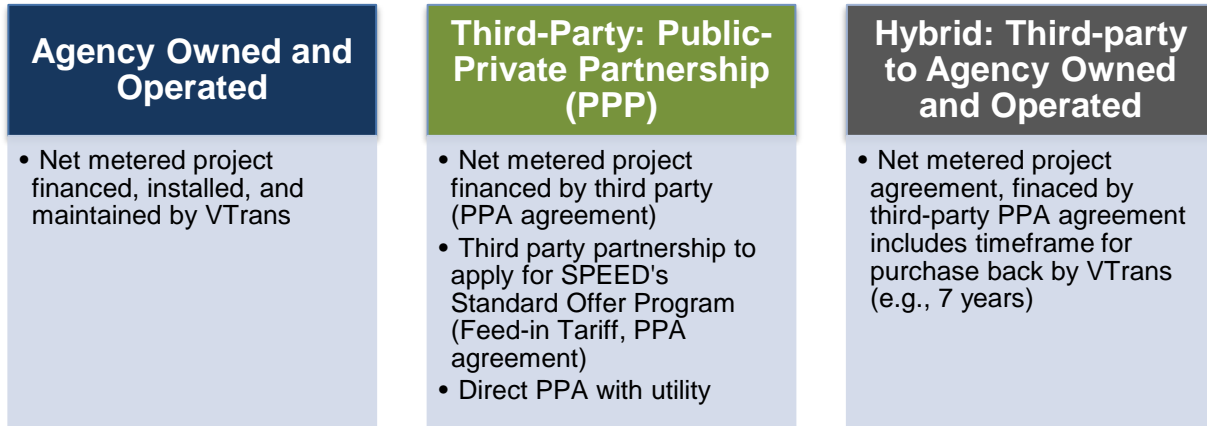 Agency Owned and
Operated
• Net metered project
financed, installed, and
maintained by VTrans
Third-Party: Public-
Private Partnership
(PPP)
• Net metered project
financed by third party
(PPA agreement)
• Third party partnership to
apply for SPEED's
Standard Offer Program
(Feed-in Tariff, PPA
agreement)
• Direct PPA with utility
Hybrid: Third-party
to Agency Owned
and Operated
• Net metered project
agreement, finaced by
third-party PPA agreement
includes timeframe for
purchase back by VTrans
(e.g., 7 years)